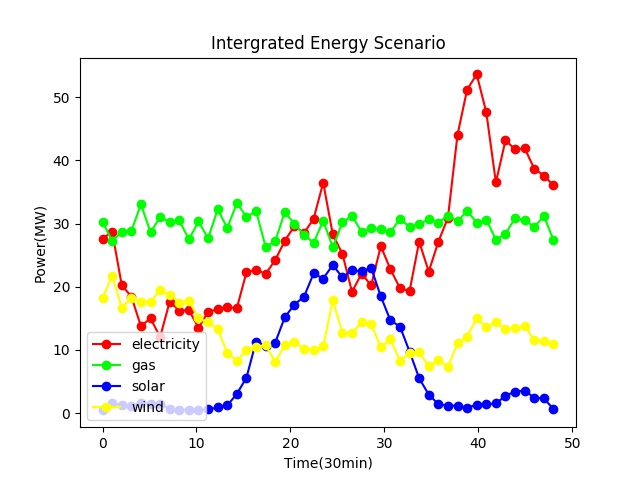 Intergrated Energy Scenario
Power(MW)
50
40
30
20
10
0
electricity
gas
solar
wind
0 10 20 30 40 50
Time(30min)